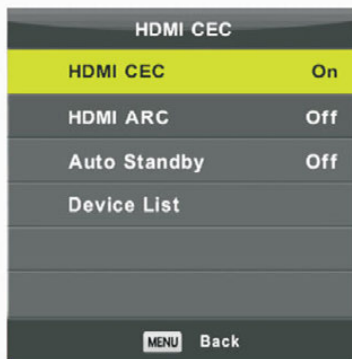 HDMI CEC
HDMI CEC On
HDMI ARC Off
Auto Standby Off
Device List
MENU Back